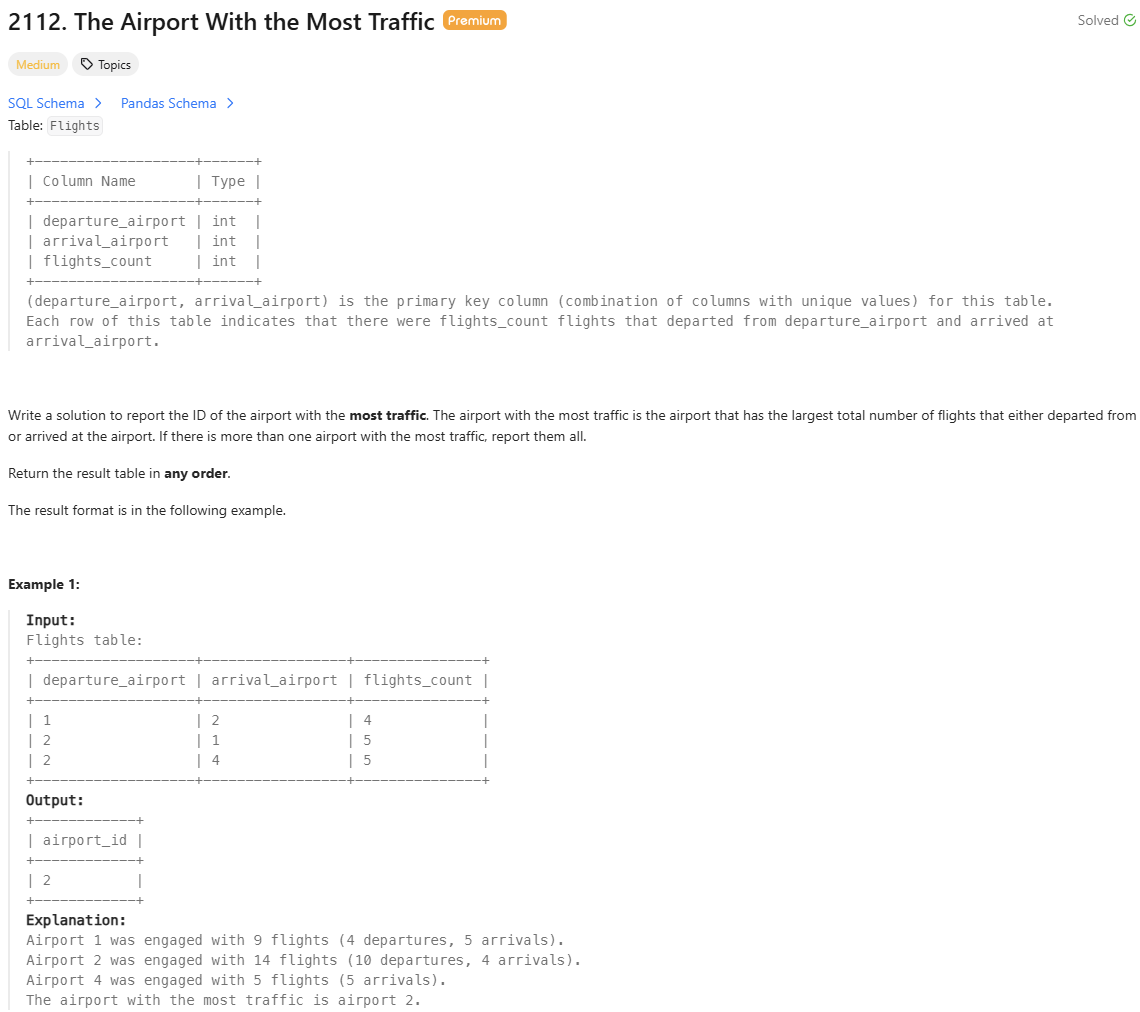 2112. The Airport With the Most Traffic Premium Solved
Medium Topics
SQL Schema > Pandas Schema >
Table: Flights
+-------------------+------+
| Column Name       | Type |
+-------------------+------+
| departure_airport | int  |
| arrival_airport   | int  |
| flights_count     | int  |
+-------------------+------+
(departure_airport, arrival_airport) is the primary key column (combination of columns with unique values) for this table.
Each row of this table indicates that there were flights_count flights that departed from departure_airport and arrived at
arrival_airport.
Write a solution to report the ID of the airport with the most traffic. The airport with the most traffic is the airport that has the largest total number of flights that either departed from
or arrived at the airport. If there is more than one airport with the most traffic, report them all.
Return the result table in any order.
The result format is in the following example.
Example 1:
Input:
Flights table:
+-------------------+-----------------+---------------+
| departure_airport | arrival_airport | flights_count |
+-------------------+-----------------+---------------+
| 1                 | 2               | 4             |
| 2                 | 1               | 5             |
| 2                 | 4               | 5             |
+-------------------+-----------------+---------------+
Output:
+------------+
| airport_id |
+------------+
| 2          |
+------------+
Explanation:
Airport 1 was engaged with 9 flights (4 departures, 5 arrivals).
Airport 2 was engaged with 14 flights (10 departures, 4 arrivals).
Airport 4 was engaged with 5 flights (5 arrivals).
The airport with the most traffic is airport 2.